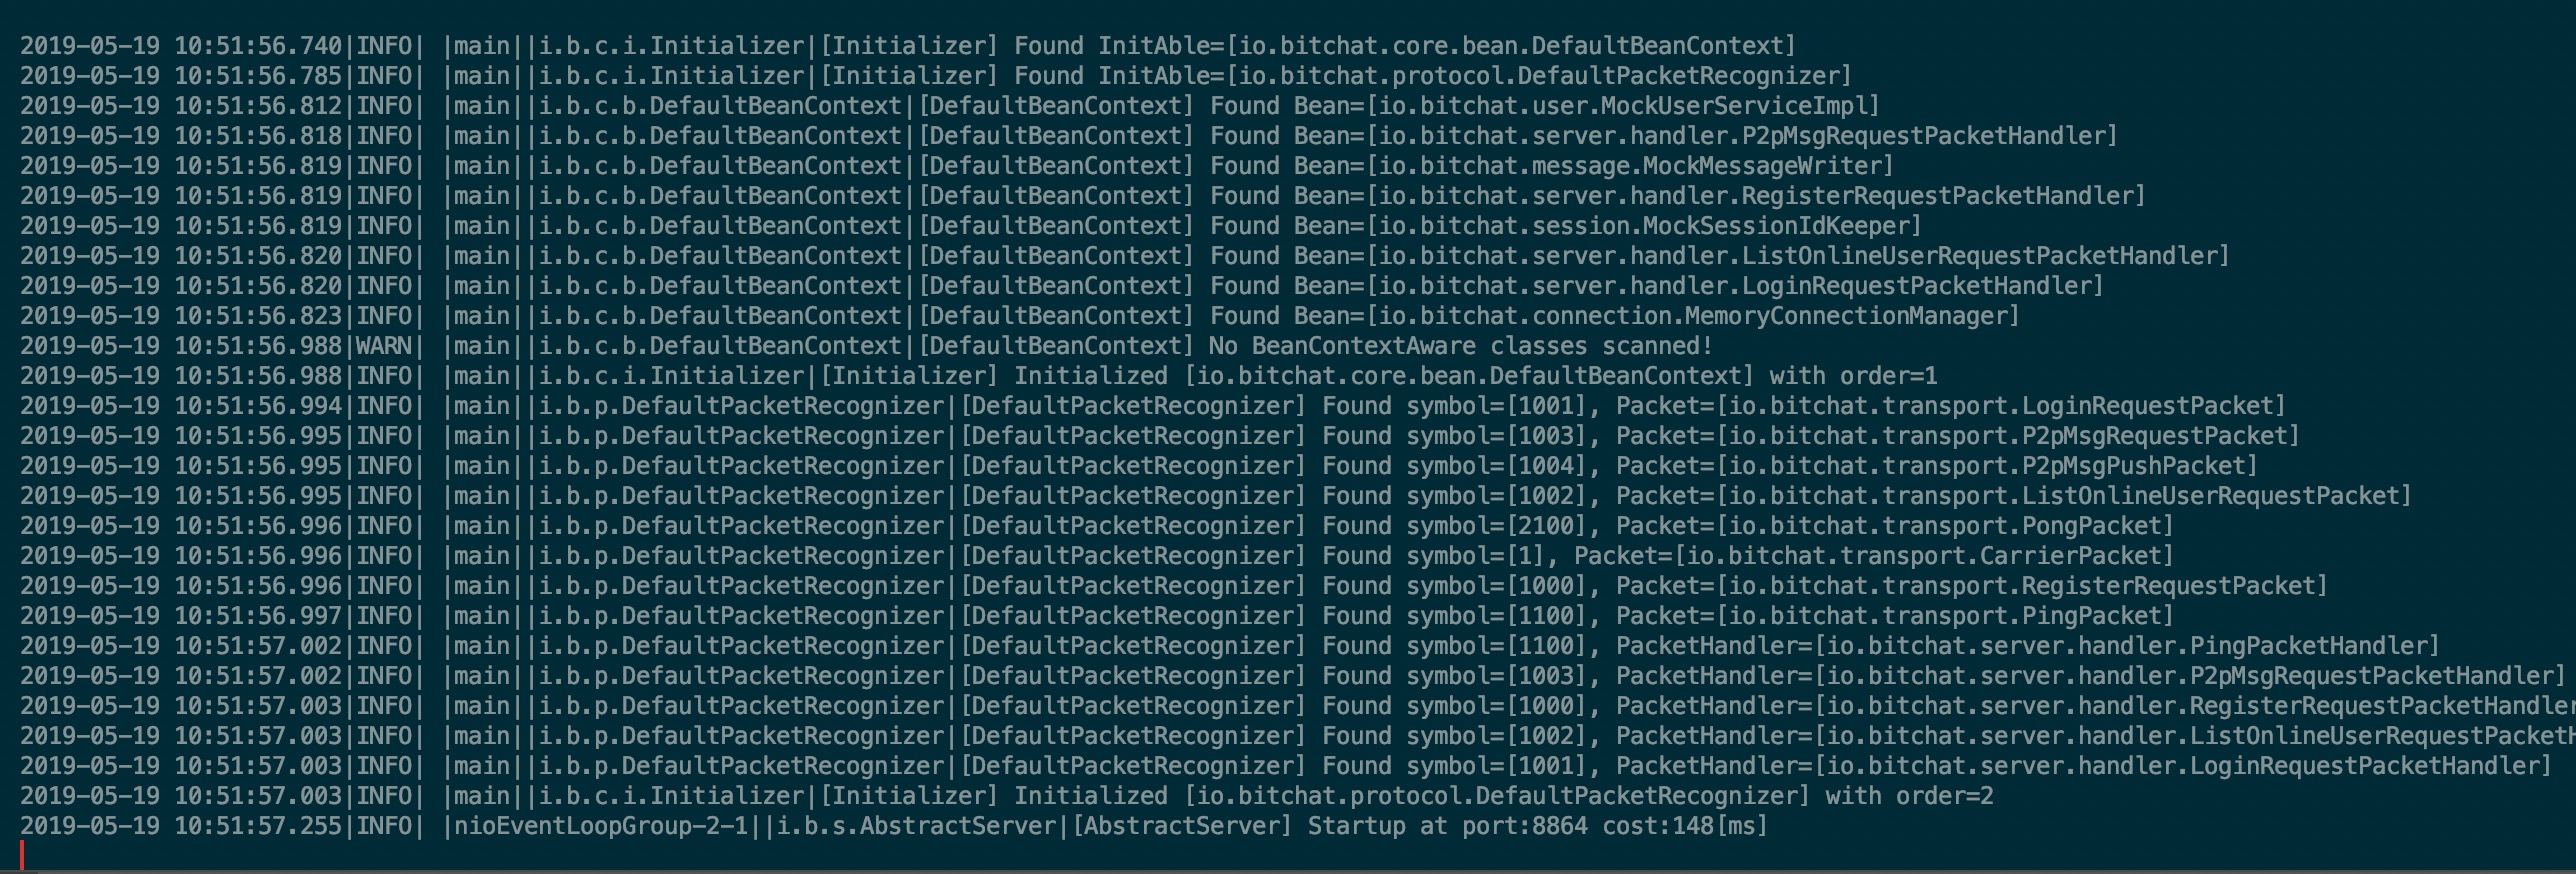 2019-05-19 10:51:56.740|INFO| |main||i.b.c.i.Initializer|[Initializer] Found InitAble=[io.bitchat.core.bean.DefaultBeanContext]
2019-05-19 10:51:56.785|INFO| |main||i.b.c.i.Initializer|[Initializer] Found InitAble=[io.bitchat.protocol.DefaultPacketRecognizer]
2019-05-19 10:51:56.812|INFO| |main||i.b.c.b.DefaultBeanContext|[DefaultBeanContext] Found Bean=[io.bitchat.user.MockUserServiceImpl]
2019-05-19 10:51:56.818|INFO| |main||i.b.c.b.DefaultBeanContext|[DefaultBeanContext] Found Bean=[io.bitchat.server.handler.P2pMsgRequestPacketHandler]
2019-05-19 10:51:56.819|INFO| |main||i.b.c.b.DefaultBeanContext|[DefaultBeanContext] Found Bean=[io.bitchat.message.MockMessageWriter]
2019-05-19 10:51:56.819|INFO| |main||i.b.c.b.DefaultBeanContext|[DefaultBeanContext] Found Bean=[io.bitchat.server.handler.RegisterRequestPacketHandler]
2019-05-19 10:51:56.819|INFO| |main||i.b.c.b.DefaultBeanContext|[DefaultBeanContext] Found Bean=[io.bitchat.session.MockSessionIdKeeper]
2019-05-19 10:51:56.820|INFO| |main||i.b.c.b.DefaultBeanContext|[DefaultBeanContext] Found Bean=[io.bitchat.server.handler.ListOnlineUserRequestPacketHandler]
2019-05-19 10:51:56.820|INFO| |main||i.b.c.b.DefaultBeanContext|[DefaultBeanContext] Found Bean=[io.bitchat.server.handler.LoginRequestPacketHandler]
2019-05-19 10:51:56.823|INFO| |main||i.b.c.b.DefaultBeanContext|[DefaultBeanContext] Found Bean=[io.bitchat.connection.MemoryConnectionManager]
2019-05-19 10:51:56.988|WARN| |main||i.b.c.b.DefaultBeanContext|[DefaultBeanContext] No BeanContextAware classes scanned!
2019-05-19 10:51:56.988|INFO| |main||i.b.c.i.Initializer|[Initializer] Initialized [io.bitchat.core.bean.DefaultBeanContext] with order=1
2019-05-19 10:51:56.994|INFO| |main||i.b.p.DefaultPacketRecognizer|[DefaultPacketRecognizer] Found symbol=[1001], Packet=[io.bitchat.transport.LoginRequestPacket]
2019-05-19 10:51:56.995|INFO| |main||i.b.p.DefaultPacketRecognizer|[DefaultPacketRecognizer] Found symbol=[1003], Packet=[io.bitchat.transport.P2pMsgRequestPacket]
2019-05-19 10:51:56.995|INFO| |main||i.b.p.DefaultPacketRecognizer|[DefaultPacketRecognizer] Found symbol=[1004], Packet=[io.bitchat.transport.P2pMsgPushPacket]
2019-05-19 10:51:56.995|INFO| |main||i.b.p.DefaultPacketRecognizer|[DefaultPacketRecognizer] Found symbol=[1002], Packet=[io.bitchat.transport.ListOnlineUserRequestPacket]
2019-05-19 10:51:56.996|INFO| |main||i.b.p.DefaultPacketRecognizer|[DefaultPacketRecognizer] Found symbol=[2100], Packet=[io.bitchat.transport.PongPacket]
2019-05-19 10:51:56.996|INFO| |main||i.b.p.DefaultPacketRecognizer|[DefaultPacketRecognizer] Found symbol=[1], Packet=[io.bitchat.transport.CarrierPacket]
2019-05-19 10:51:56.996|INFO| |main||i.b.p.DefaultPacketRecognizer|[DefaultPacketRecognizer] Found symbol=[1000], Packet=[io.bitchat.transport.RegisterRequestPacket]
2019-05-19 10:51:56.997|INFO| |main||i.b.p.DefaultPacketRecognizer|[DefaultPacketRecognizer] Found symbol=[1100], Packet=[io.bitchat.transport.PingPacket]
2019-05-19 10:51:57.002|INFO| |main||i.b.p.DefaultPacketRecognizer|[DefaultPacketRecognizer] Found symbol=[1100], PacketHandler=[io.bitchat.server.handler.PingPacketHandler]
2019-05-19 10:51:57.002|INFO| |main||i.b.p.DefaultPacketRecognizer|[DefaultPacketRecognizer] Found symbol=[1003], PacketHandler=[io.bitchat.server.handler.P2pMsgRequestPacketHandler]
2019-05-19 10:51:57.003|INFO| |main||i.b.p.DefaultPacketRecognizer|[DefaultPacketRecognizer] Found symbol=[1000], PacketHandler=[io.bitchat.server.handler.RegisterRequestPacketHandler
2019-05-19 10:51:57.003|INFO| |main||i.b.p.DefaultPacketRecognizer|[DefaultPacketRecognizer] Found symbol=[1002], PacketHandler=[io.bitchat.server.handler.ListOnlineUserRequestPacketH
2019-05-19 10:51:57.003|INFO| |main||i.b.p.DefaultPacketRecognizer|[DefaultPacketRecognizer] Found symbol=[1001], PacketHandler=[io.bitchat.server.handler.LoginRequestPacketHandler]
2019-05-19 10:51:57.003|INFO| |main||i.b.c.i.Initializer|[Initializer] Initialized [io.bitchat.protocol.DefaultPacketRecognizer] with order=2
2019-05-19 10:51:57.255|INFO| |nioEventLoopGroup-2-1||i.b.s.AbstractServer|[AbstractServer] Startup at port:8864 cost:148[ms]